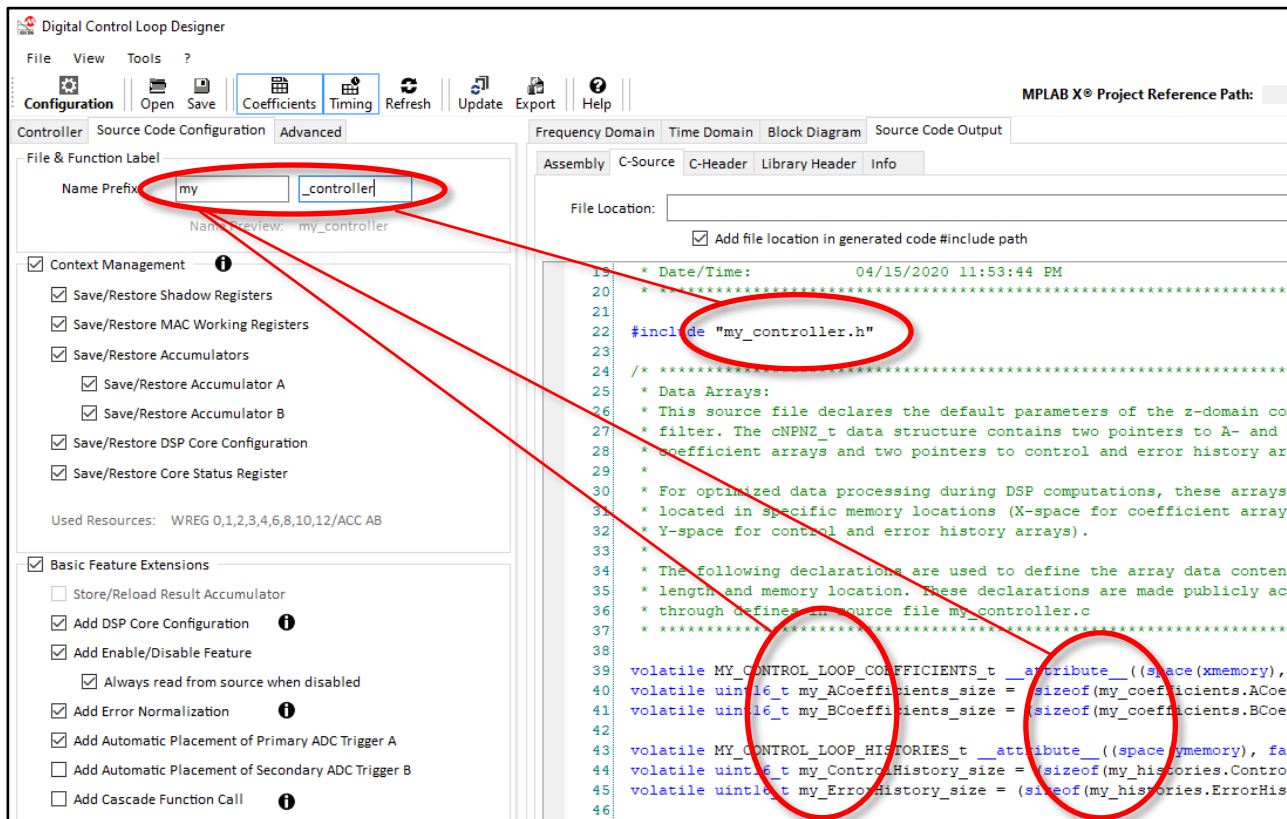 Digital Control Loop Designer
File View Tools ?
Configuration Open Save Coefficients Timing Refresh Update Export Help MPLAB X® Project Reference Path:
Controller Source Code Configuration Advanced
File & Function Label
Name Prefix my _controller
Name Preview: my_controller
Context Management
Save/Restore Shadow Registers
Save/Restore MAC Working Registers
Save/Restore Accumulators
Save/Restore Accumulator A
Save/Restore Accumulator B
Save/Restore DSP Core Configuration
Save/Restore Core Status Register
Used Resources: WREG 0,1,2,3,4,6,8,10,12/ACC AB
Basic Feature Extensions
Store/Reload Result Accumulator
Add DSP Core Configuration
Add Enable/Disable Feature
Always read from source when disabled
Add Error Normalization
Add Automatic Placement of Primary ADC Trigger A
Add Automatic Placement of Secondary ADC Trigger B
Add Cascade Function Call
Frequency Domain Time Domain Block Diagram Source Code Output
Assembly C-Source C-Header Library Header Info
File Location:
Add file location in generated code #include path
19 * Date/Time: 04/15/2020 11:53:44 PM
20 * ***************************************************************************
21
22 #include "my_controller.h"
23
24 /* ***************************************************************************
25 * Data Arrays:
26 * This source file declares the default parameters of the z-domain co
27 * filter. The cNPNZ_t data structure contains two pointers to A- and
28 * coefficient arrays and two pointers to control and error history ar
29 *
30 * For optimized data processing during DSP computations, these arrays
31 * located in specific memory locations (X-space for coefficient array
32 * Y-space for control and error history arrays).
33 *
34 * The following declarations are used to define the array data conten
35 * length and memory location. These declarations are made publicly ac
36 * through defines in source file my_controller.c
37 * ***************************************************************************
38
39 volatile MY_CONTROL_LOOP_COEFFICIENTS_t __attribute__((space(xmemory),
40 volatile uint16_t my_ACoefficients_size = (sizeof(my_coefficients.ACoe
41 volatile uint16_t my_BCoefficients_size = (sizeof(my_coefficients.BCoe
42
43 volatile MY_CONTROL_LOOP_HISTORIES_t __attribute__((space(ymemory), fa
44 volatile uint16_t my_ControlHistory_size = (sizeof(my_histories.Contro
45 volatile uint16_t my_ErrorHistory_size = (sizeof(my_histories.ErrorHis
46